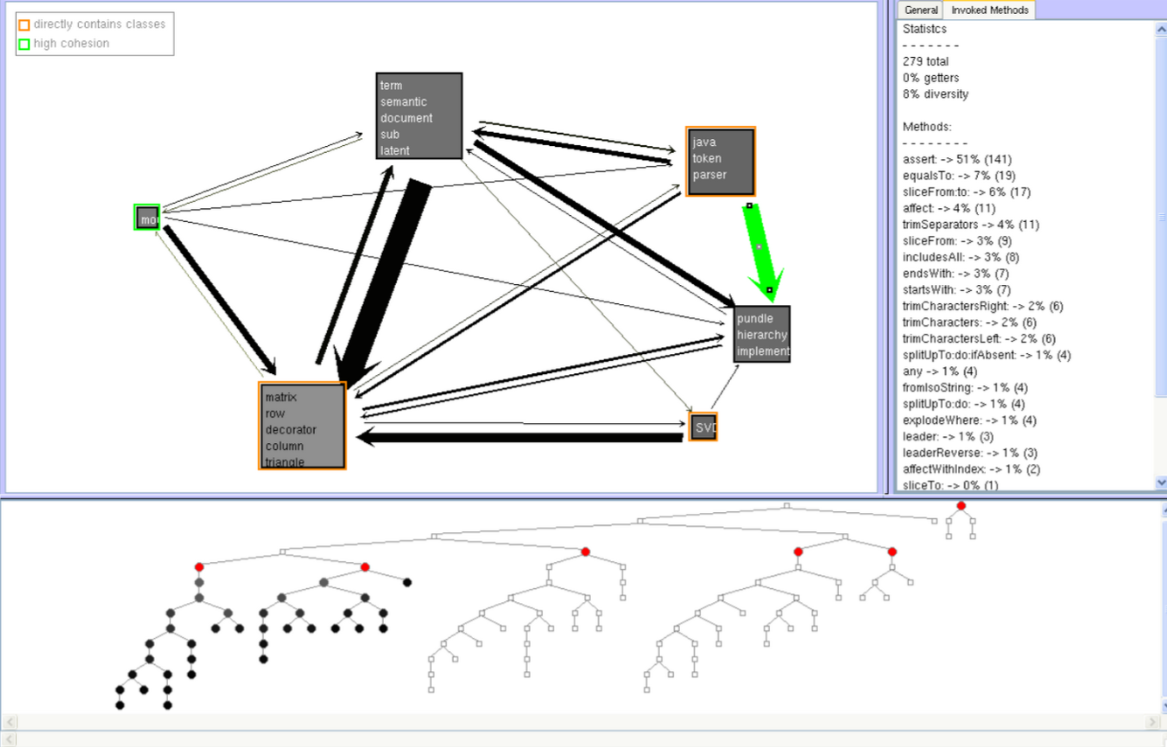 directly contains classes
high cohesion
term
semantic
document
sub
latent
java
token
parser
mor
pundle
hierarchy
implement
matrix
row
decorator
column
triangle
SVD
General Invoked Methods
Statistcs
- - - - - - -
279 total
0% getters
8% diversity
Methods:
- - - - - - - -
assert: -> 51% (141)
equalsTo: -> 7% (19)
sliceFrom:to: -> 6% (17)
affect: -> 4% (11)
trimSeparators -> 4% (11)
sliceFrom: -> 3% (9)
includesAll: -> 3% (8)
endsWith: -> 3% (7)
startsWith: -> 3% (7)
trimCharactersRight: -> 2% (6)
trimCharacters: -> 2% (6)
trimCharactersLeft: -> 2% (6)
splitUpTo:do:ifAbsent: -> 1% (4)
any -> 1% (4)
fromIsoString: -> 1% (4)
splitUpTo:do: -> 1% (4)
explodeWhere: -> 1% (4)
leader: -> 1% (3)
leaderReverse: -> 1% (3)
affectWithIndex: -> 1% (2)
sliceTo: -> 0% (1)